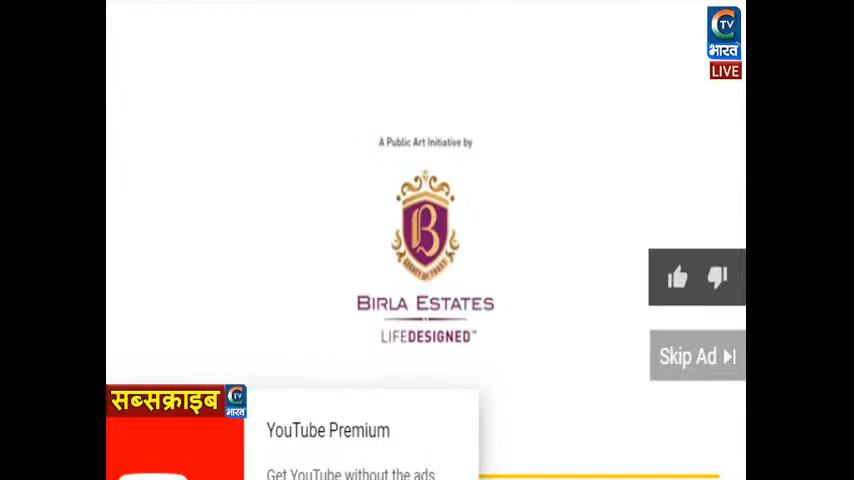 TV
भारत
LIVE
A Public Art Initiative by
B
BIRLA ESTATES
LIFEDESIGNED™
Skip Ad
सब्सक्राइब
TV
भारत
YouTube Premium
Get YouTube without the ads